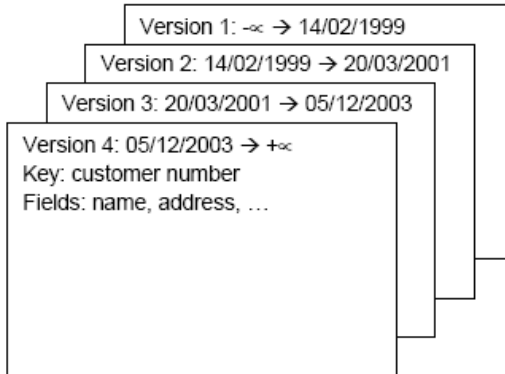 Version 1: -∝ → 14/02/1999
Version 2: 14/02/1999 → 20/03/2001
Version 3: 20/03/2001 → 05/12/2003
Version 4: 05/12/2003 → +∝
Key: customer number
Fields: name, address, …